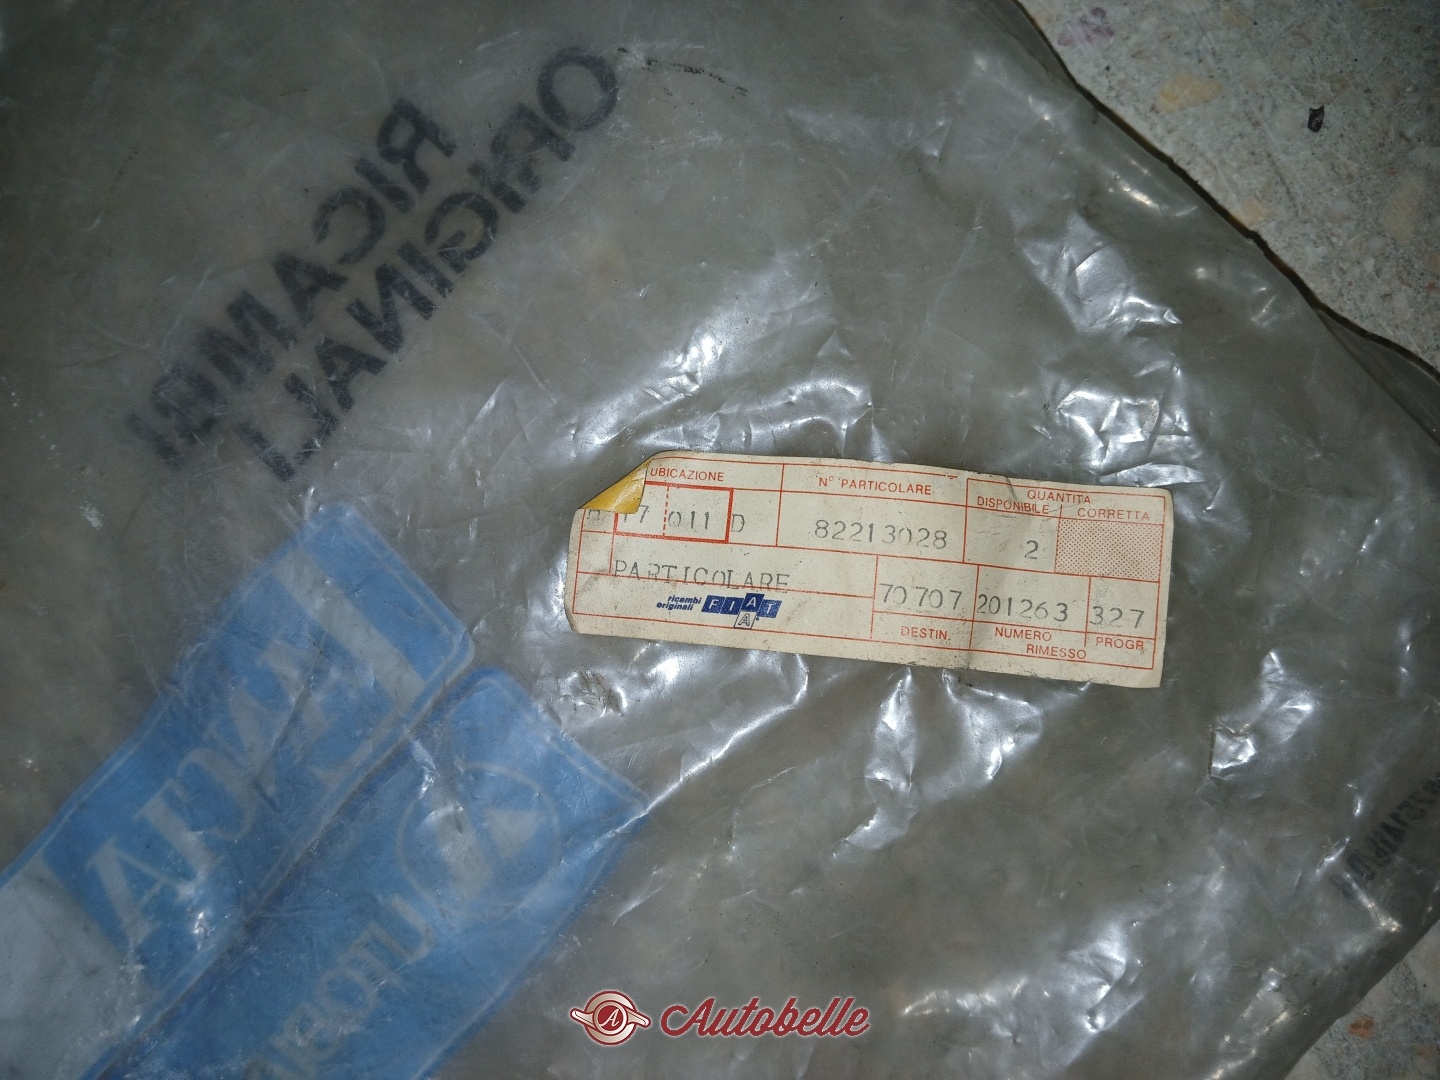 RICAMBI
ORIGINALI
UBICAZIONE
N° PARTICOLARE
QUANTITA
DISPONIBILE
CORRETTA
17 011 D
82213028
2
PARTICOLARE
ricambi
originali
FIAT
A
70707
201263
327
DESTIN.
NUMERO
RIMESSO
PROGR.
LANCIA
Autobelle